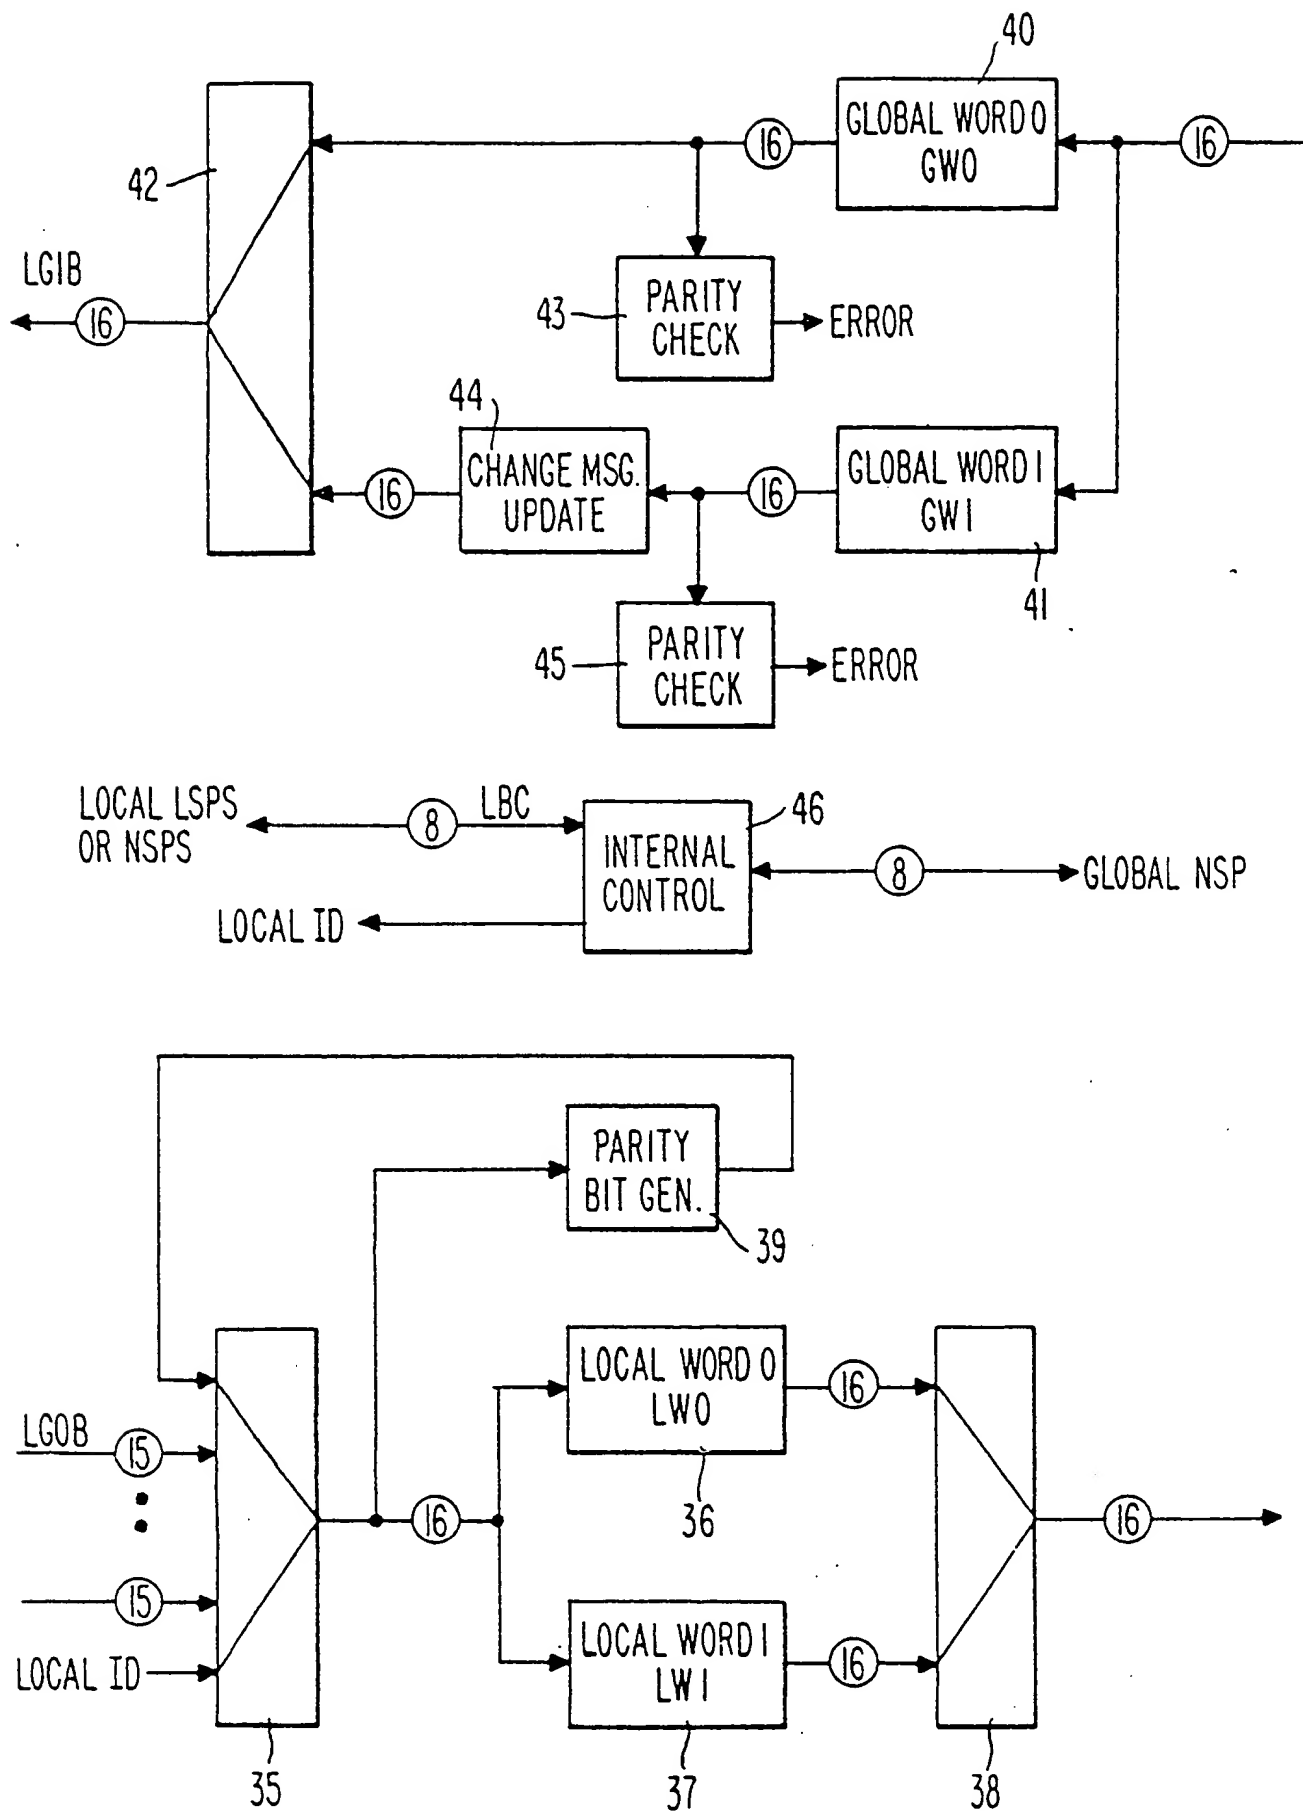 40
16
GLOBAL WORD 0
GW0
16
42
LGIB
16
43
PARITY
CHECK
ERROR
44
16
CHANGE MSG.
UPDATE
16
GLOBAL WORD 1
GW1
41
45
PARITY
CHECK
ERROR
LOCAL LSPS
OR NSPS
8
LBC
46
INTERNAL
CONTROL
8
GLOBAL NSP
LOCAL ID
PARITY
BIT GEN.
39
LGOB
15
15
LOCAL ID
35
16
LOCAL WORD 0
LW0
36
16
LOCAL WORD 1
LW1
37
16
38
16